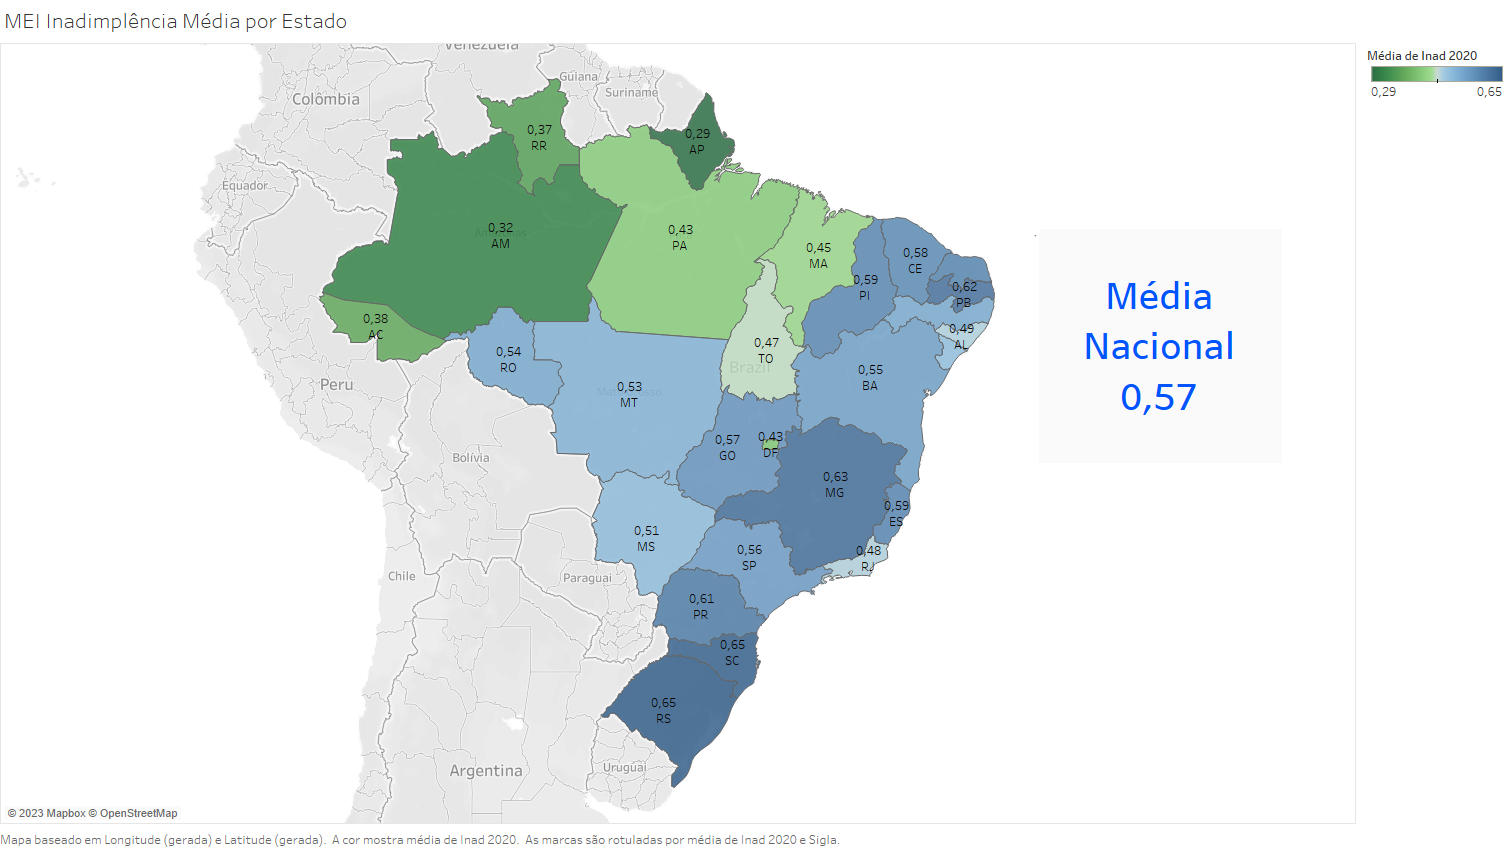 MEI Inadimplência Média por Estado
Venezuela
Colômbia
Guiana
Suriname
Equador
Peru
Brazil
Bolívia
Chile
Paraguai
Argentina
Uruguai
0,37
RR
0,29
AP
0,32
AM
0,43
PA
0,45
MA
0,59
PI
0,58
CE
0,62
PB
0,49
AL
0,38
AC
0,54
RO
0,53
MT
0,47
TO
0,55
BA
0,57
GO
0,43
DF
0,63
MG
0,59
ES
0,51
MS
0,56
SP
0,48
RJ
0,61
PR
0,65
SC
0,65
RS
Média
Nacional
0,57
Média de Inad 2020
0,29 0,65
© 2023 Mapbox © OpenStreetMap
Mapa baseado em Longitude (gerada) e Latitude (gerada). A cor mostra média de Inad 2020. As marcas são rotuladas por média de Inad 2020 e Sigla.